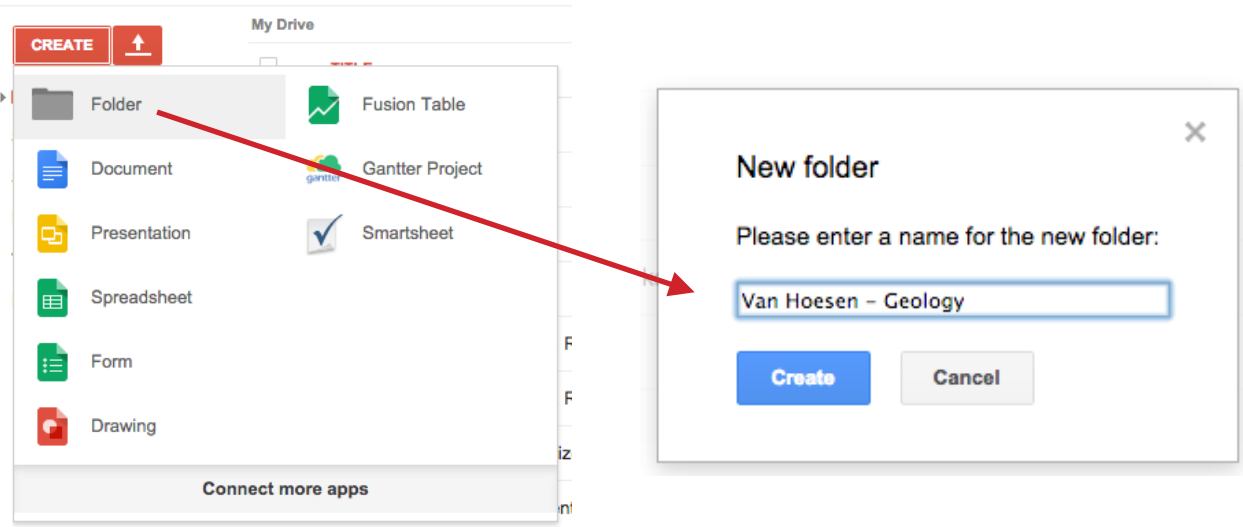 My Drive
CREATE
TITLE
Folder
Fusion Table
Document
gantter
Gantter Project
Presentation
Smartsheet
Spreadsheet
Form
Drawing
Connect more apps
New folder
Please enter a name for the new folder:
Van Hoesen – Geology
Create
Cancel